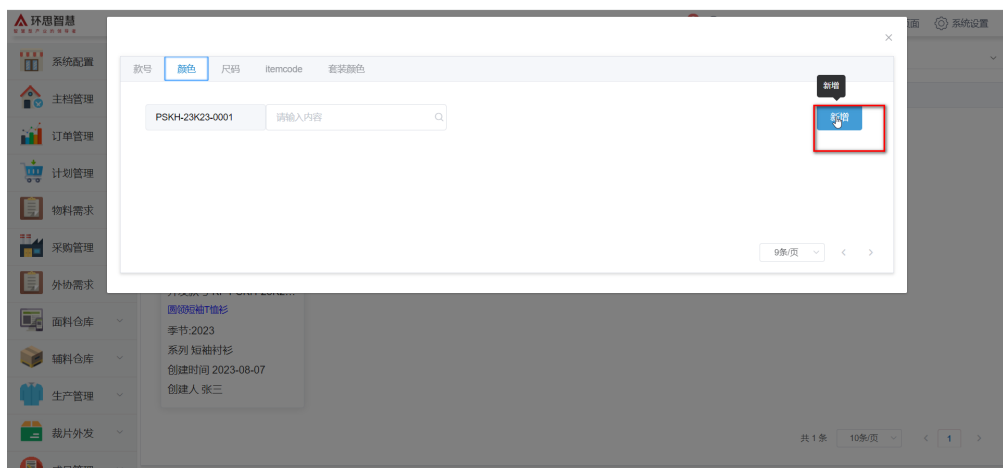 环思智慧
面 系统设置
系统配置
主档管理
订单管理
计划管理
物料需求
采购管理
外协需求
面料仓库
辅料仓库
生产管理
裁片外发
款号 颜色 尺码 itemcode 套装颜色
新增
PSKH-23K23-0001 请输入内容 新增
9条/页
圆领短袖T恤衫
季节:2023
系列 短袖衬衫
创建时间 2023-08-07
创建人 张三
共 1 条 10条/页 1